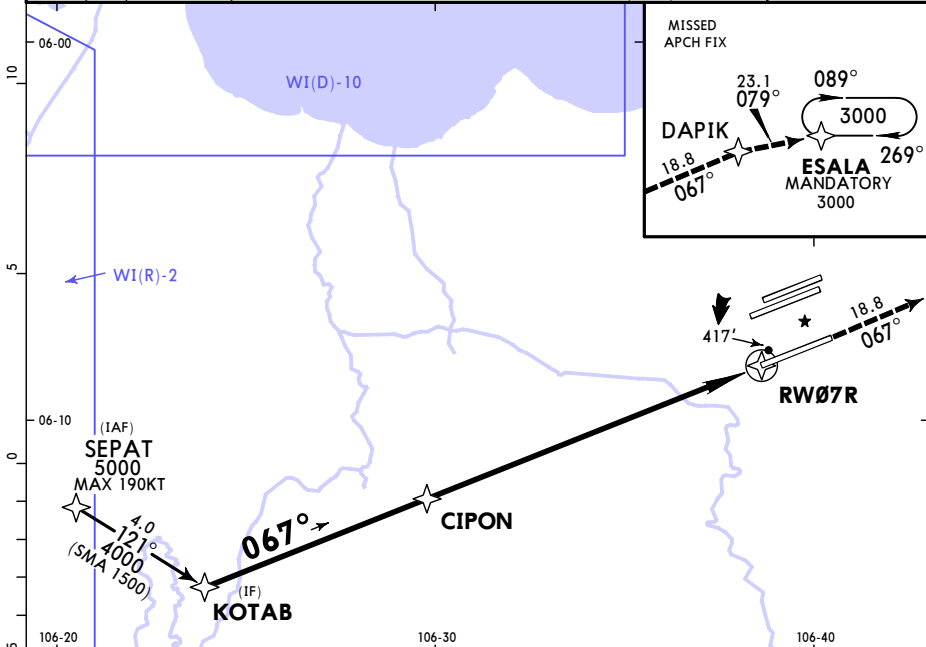 06-00
10
WI(D)-10
MISSED
APCH FIX
23.1
079°
089°
3000
DAPIK
269°
18.8
067°
ESALA
MANDATORY
3000
5
WI(R)-2
417'
18.8
067°
RWØ7R
06-10
0
(IAF)
SEPAT
5000
MAX 190KT
4.0
121°
4000
(SMA 1500)
067°
CIPON
(IF)
KOTAB
5
106-20
106-30
106-40